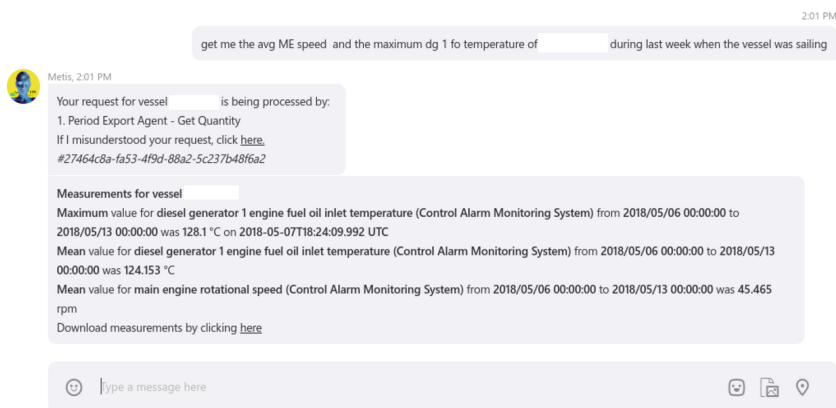 2:01 PM
get me the avg ME speed and the maximum dg 1 fo temperature of during last week when the vessel was sailing
Metis, 2:01 PM
Your request for vessel is being processed by:
1. Period Export Agent - Get Quantity
If I misunderstood your request, click here.
#27464c8a-fa53-4f9d-88a2-5c237b48f6a2
Measurements for vessel
Maximum value for diesel generator 1 engine fuel oil inlet temperature (Control Alarm Monitoring System) from 2018/05/06 00:00:00 to
2018/05/13 00:00:00 was 128.1 °C on 2018-05-07T18:24:09.992 UTC
Mean value for diesel generator 1 engine fuel oil inlet temperature (Control Alarm Monitoring System) from 2018/05/06 00:00:00 to 2018/05/13
00:00:00 was 124.153 °C
Mean value for main engine rotational speed (Control Alarm Monitoring System) from 2018/05/06 00:00:00 to 2018/05/13 00:00:00 was 45.465
rpm
Download measurements by clicking here
Type a message here